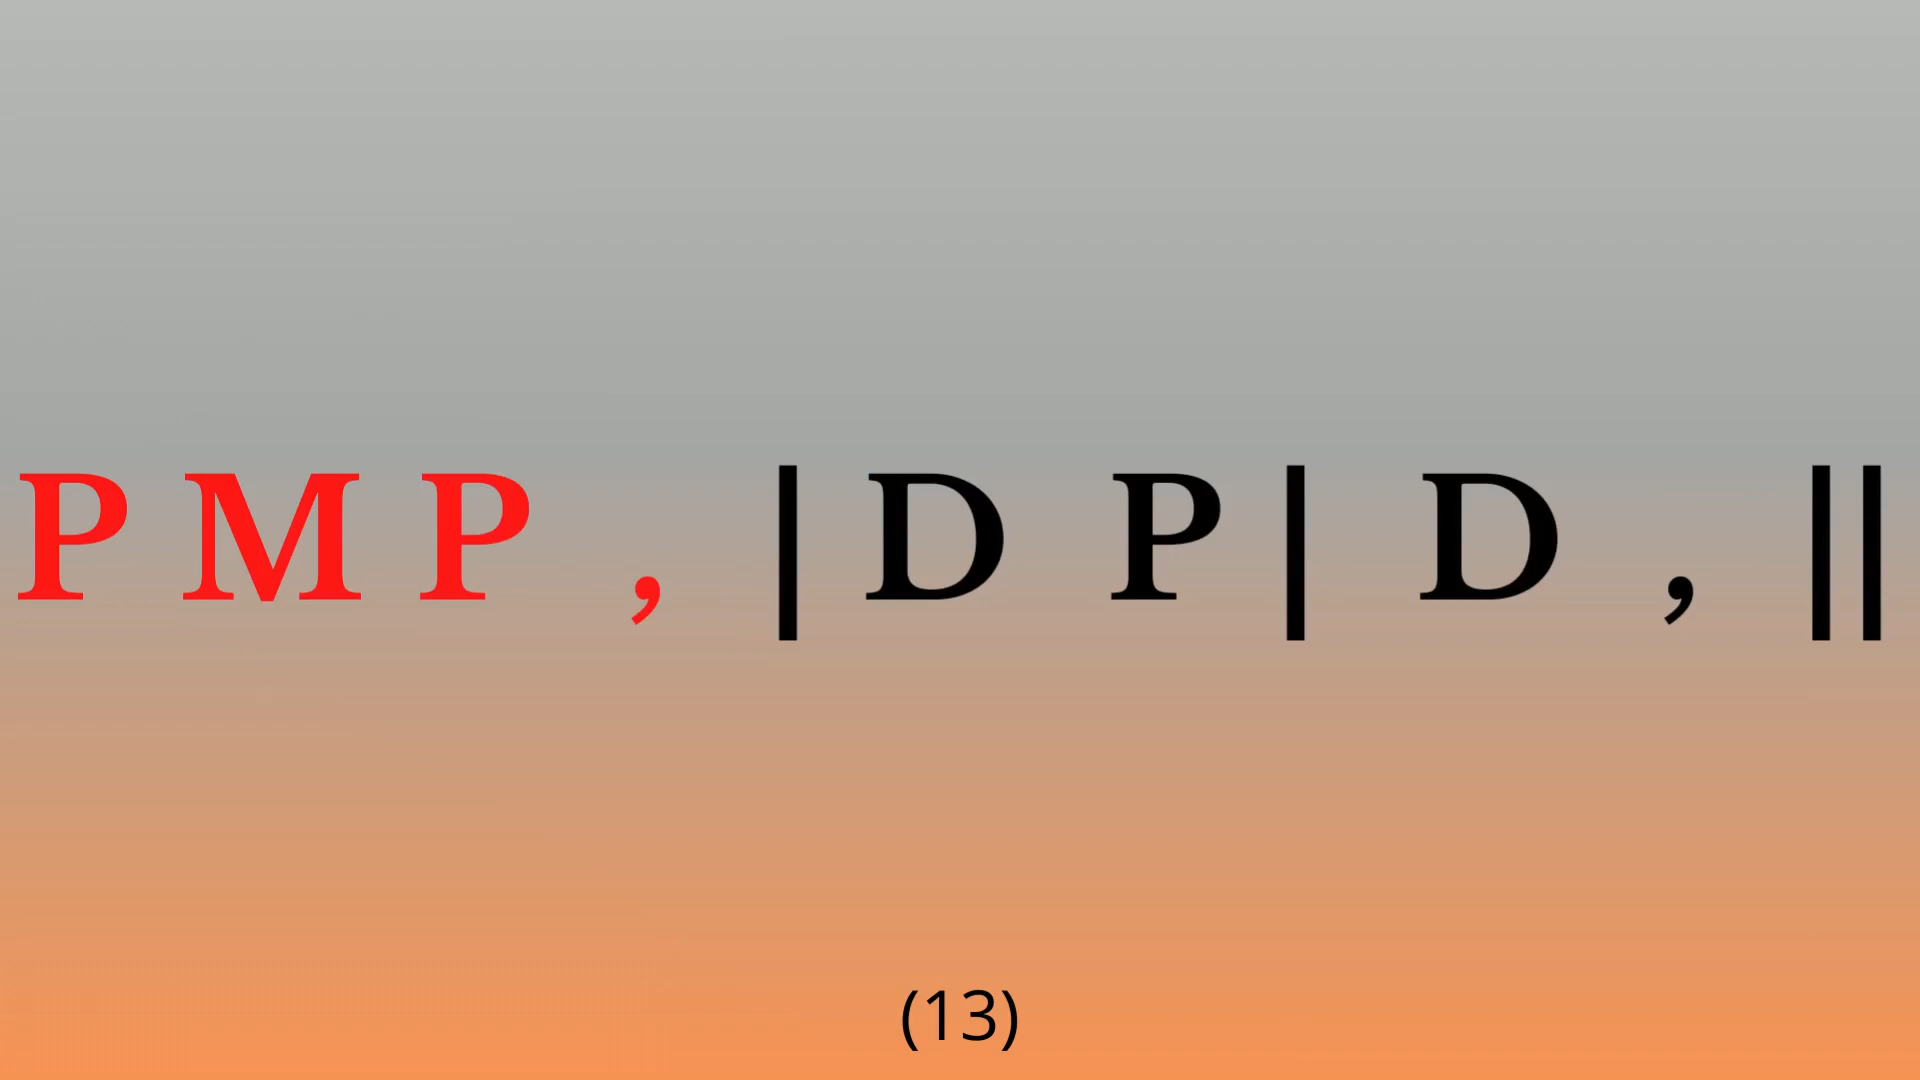 P M P , | D P | D , ||
(13)